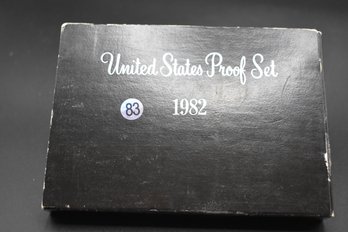 United States Proof Set
83 1982